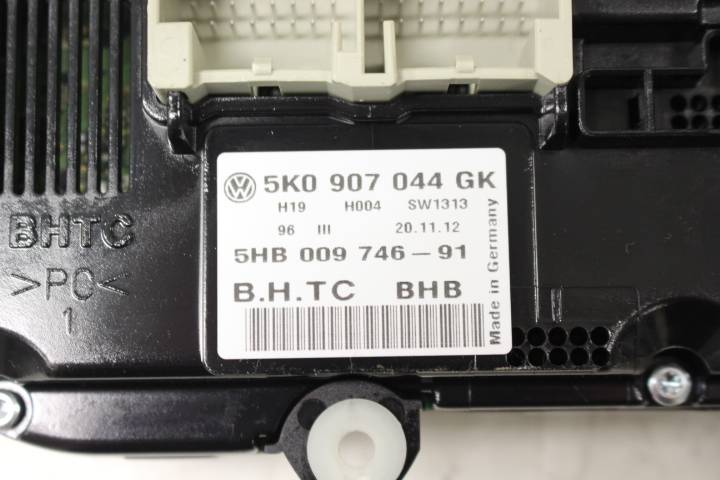 5K0 907 044 GK
H19 H004 SW1313
96 III 20.11.12
5HB 009 746-91
B.H.TC BHB
Made in Germany
BHTC
>PC<
1